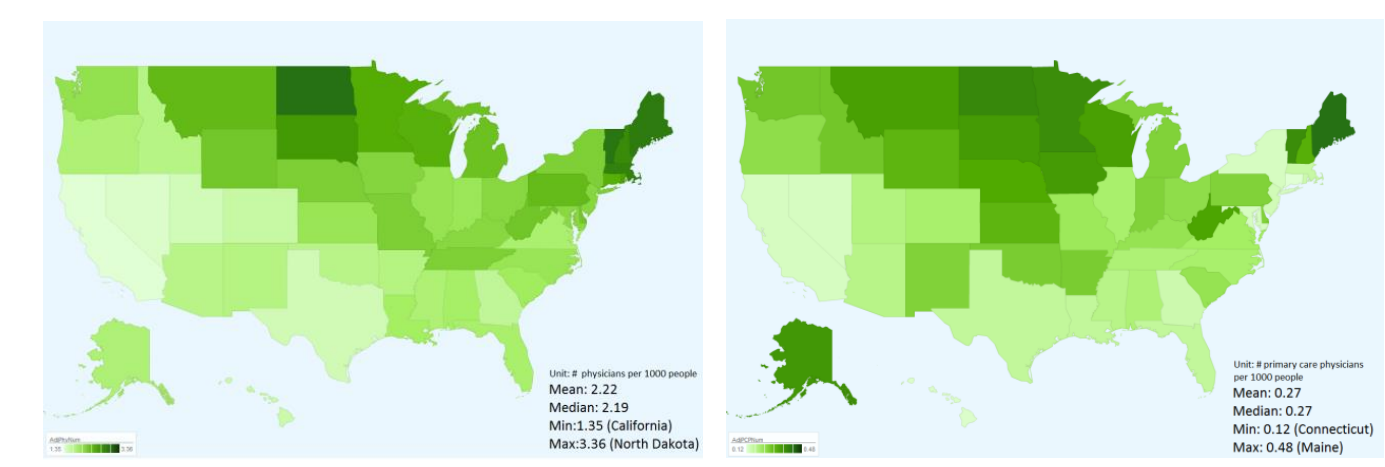 Unit: # physicians per 1000 people
Mean: 2.22
Median: 2.19
Min:1.35 (California)
Max:3.36 (North Dakota)
AdjPhyNum
1.35 3.36
Unit: # primary care physicians
per 1000 people
Mean: 0.27
Median: 0.27
Min: 0.12 (Connecticut)
Max: 0.48 (Maine)
AdjPCPNum
0.12 0.48